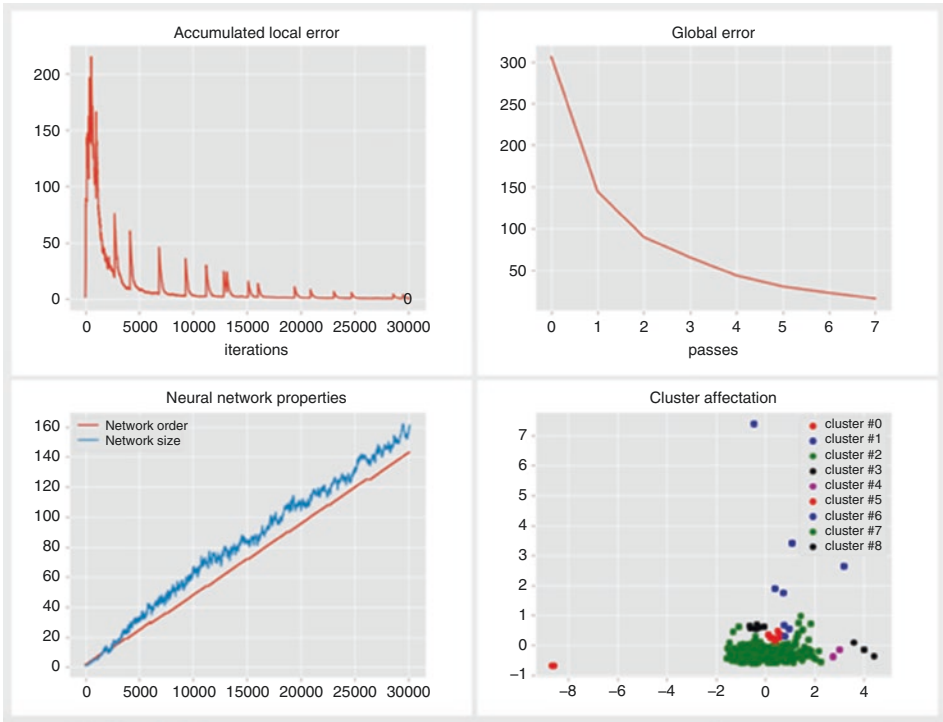 Accumulated local error
200
150
100
50
0
0
0 5000 10000 15000 20000 25000 30000
iterations
Global error
300
250
200
150
100
50
0 1 2 3 4 5 6 7
passes
Neural network properties
160
140
120
100
80
60
40
20
0
Network order
Network size
0 5000 10000 15000 20000 25000 30000
Cluster affectation
7
6
5
4
3
2
1
0
−1
cluster #0
cluster #1
cluster #2
cluster #3
cluster #4
cluster #5
cluster #6
cluster #7
cluster #8
−8 −6 −4 −2 0 2 4